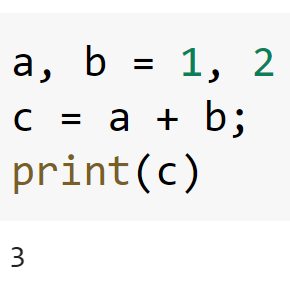 a, b = 1, 2
c = a + b;
print(c)
3